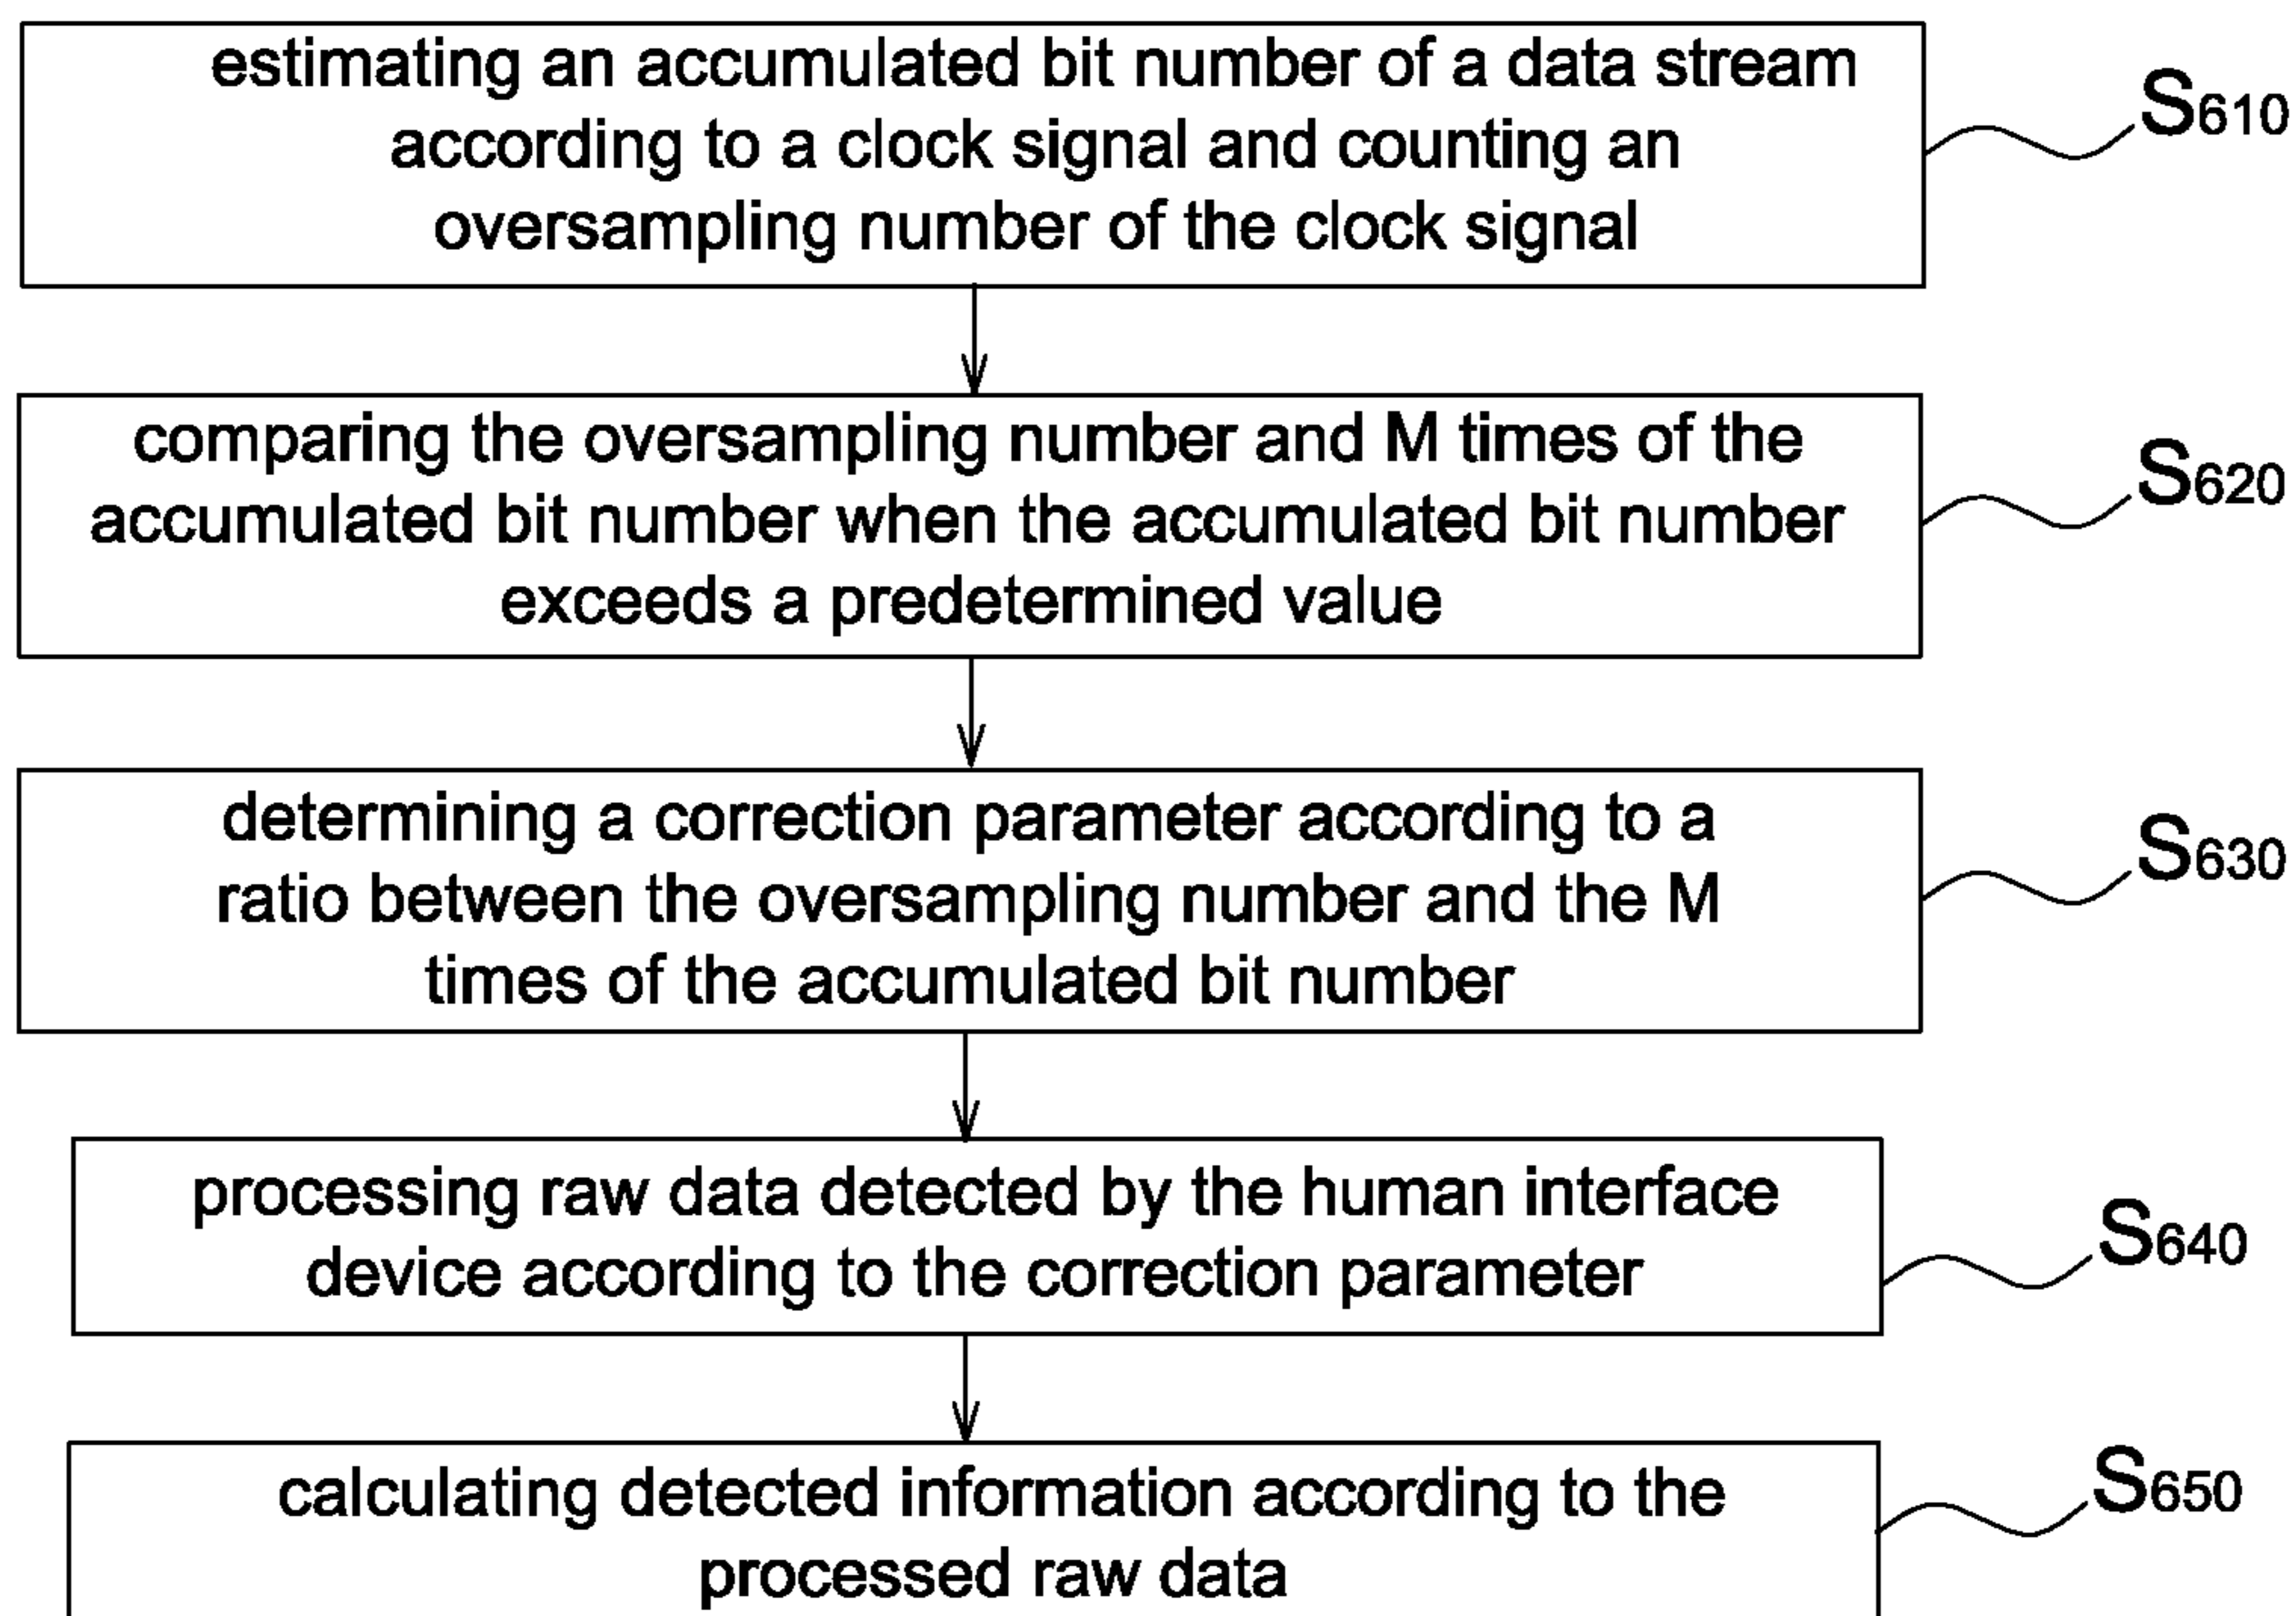 estimating an accumulated bit number of a data stream
according to a clock signal and counting an
oversampling number of the clock signal
S610
comparing the oversampling number and M times of the
accumulated bit number when the accumulated bit number
exceeds a predetermined value
S620
determining a correction parameter according to a
ratio between the oversampling number and the M
times of the accumulated bit number
S630
processing raw data detected by the human interface
device according to the correction parameter
S640
calculating detected information according to the
processed raw data
S650